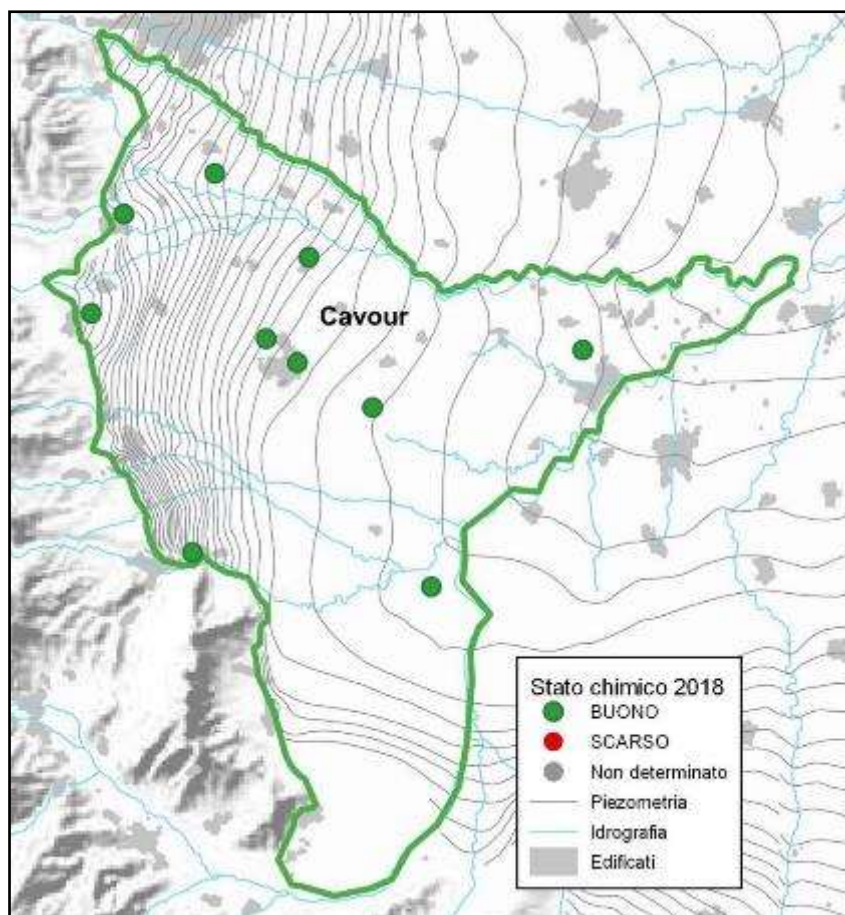 Cavour
Stato chimico 2018
BUONO
SCARSO
Non determinato
Piezometria
Idrografia
Edificati